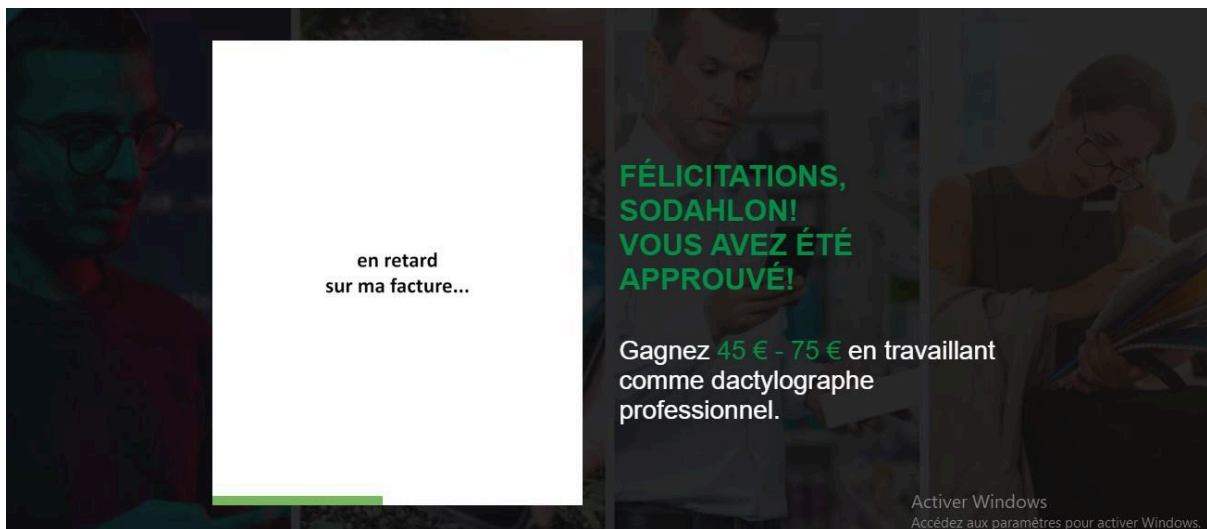 en retard
sur ma facture...
FÉLICITATIONS,
SODAHLON!
VOUS AVEZ ÉTÉ
APPROUVÉ!
Gagnez 45 € - 75 € en travaillant
comme dactylographe
professionnel.
Activer Windows
Accédez aux paramètres pour activer Windows.